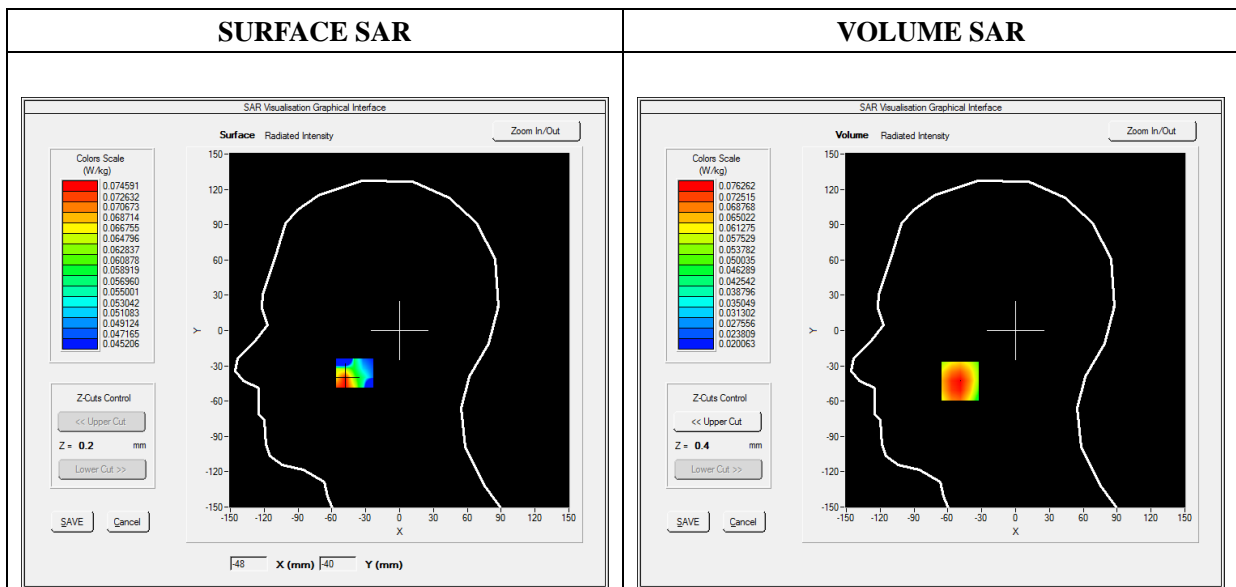 SURFACE SAR
VOLUME SAR
SAR Visualisation Graphical Interface
Surface Radiated Intensity
Zoom In/Out
Colors Scale
(W/kg)
0.074591
0.072632
0.070673
0.068714
0.066755
0.064796
0.062837
0.060878
0.058919
0.056960
0.055001
0.053042
0.051083
0.049124
0.047165
0.045206
Z-Cuts Control
<< Upper Cut
Z = 0.2 mm
Lower Cut >>
SAVE Cancel
150
120
90
60
30
0
-30
-60
-90
-120
-150
Y
-150 -120 -90 -60 -30 0 30 60 90 120 150
X
-48 X (mm) -40 Y (mm)
SAR Visualisation Graphical Interface
Volume Radiated Intensity
Zoom In/Out
Colors Scale
(W/kg)
0.076262
0.072515
0.068768
0.065022
0.061275
0.057529
0.053782
0.050035
0.046289
0.042542
0.038796
0.035049
0.031302
0.027556
0.023809
0.020063
Z-Cuts Control
<< Upper Cut
Z = 0.4 mm
Lower Cut >>
SAVE Cancel
150
120
90
60
30
0
-30
-60
-90
-120
-150
Y
-150 -120 -90 -60 -30 0 30 60 90 120 150
X